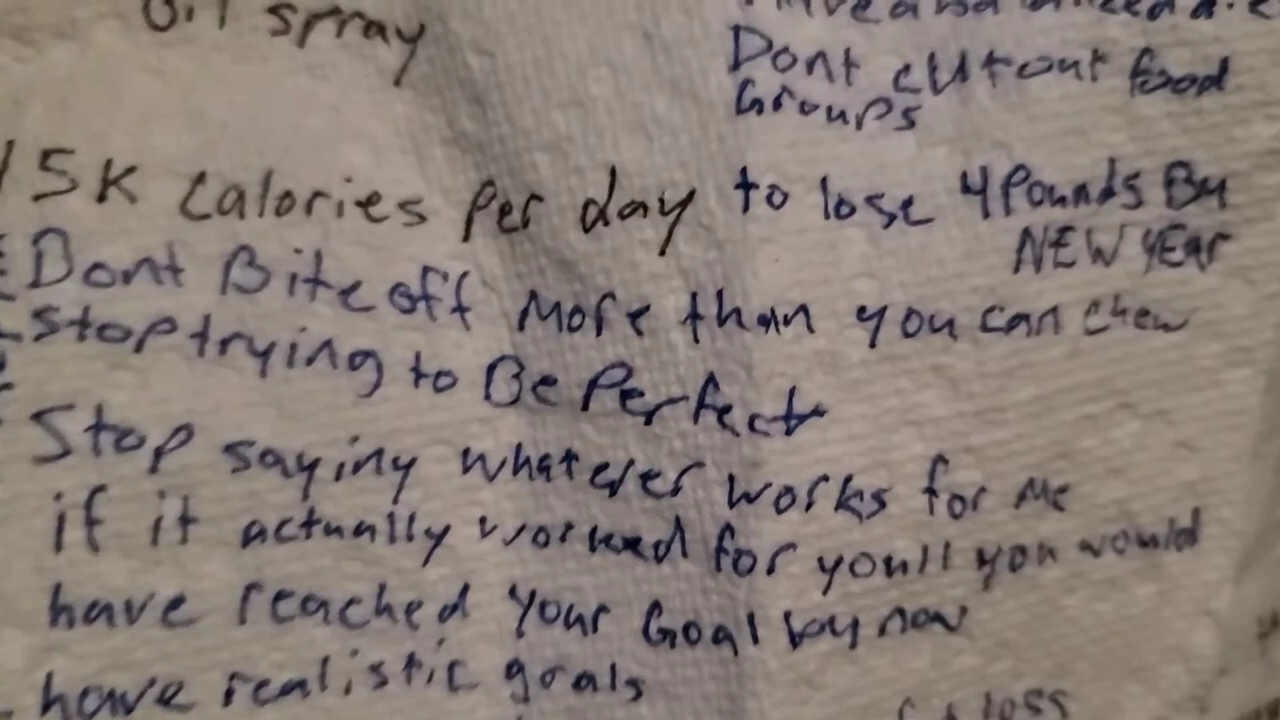 Oil spray
Dont cut out food
Groups
15K calories per day to lose 4 Pounds By
NEW YEar
Dont Bite off more than you can chew
Stop trying to Be Perfect
Stop saying whatever works for me
if it actually worked for youll you would
have reached your Goal by now
have realistic goals
loss